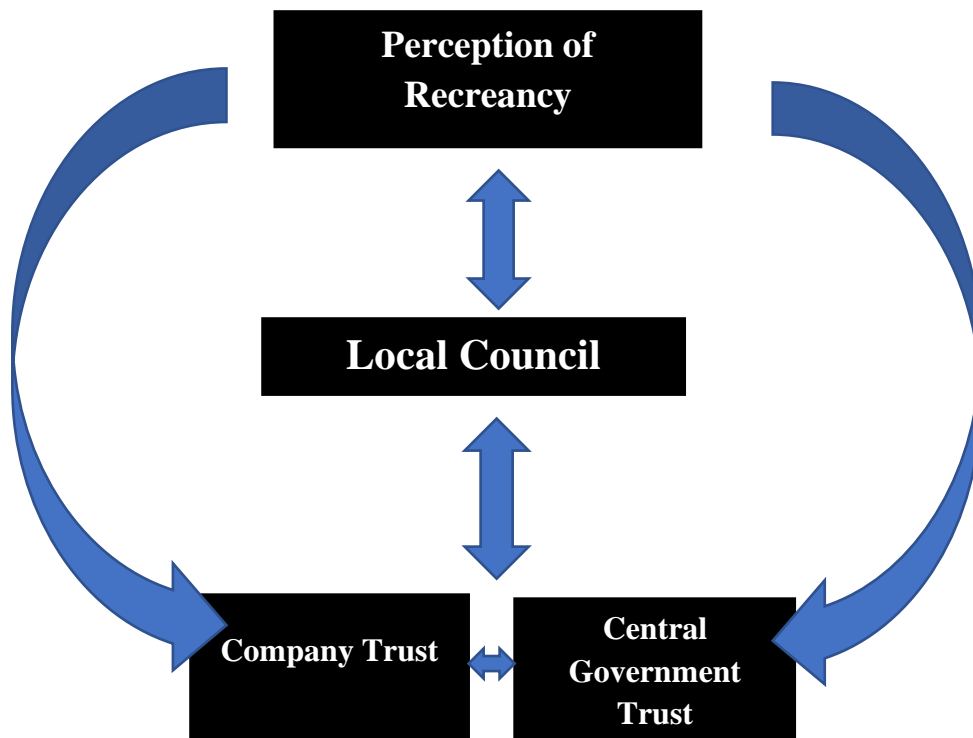 Perception of
Recreancy
Local Council
Company Trust
Central
Government
Trust